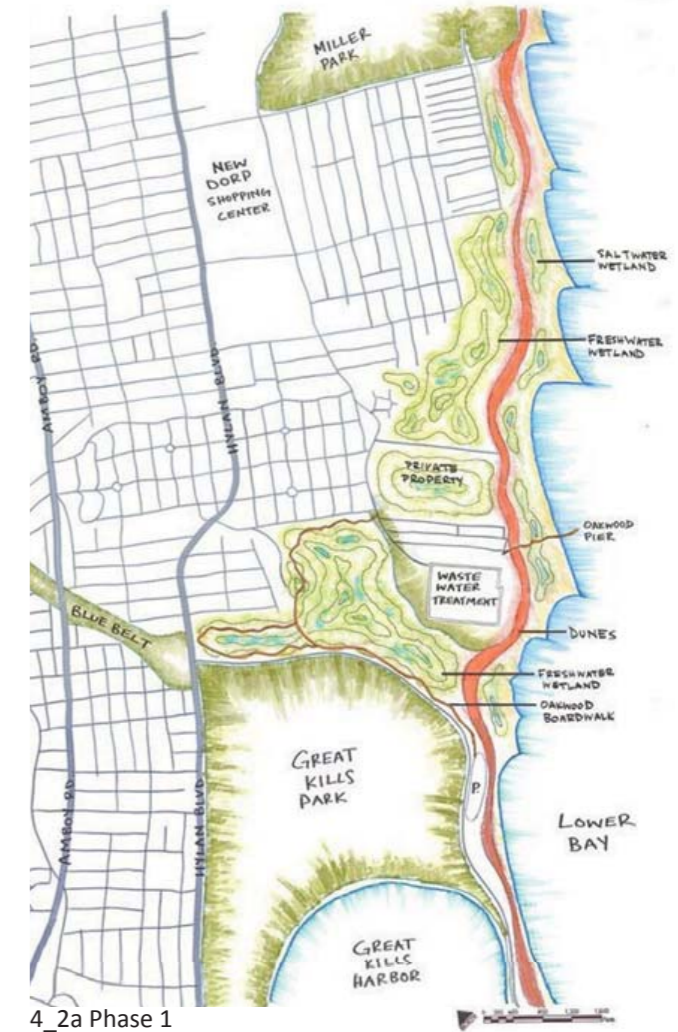 MILLER
PARK
NEW
DORP
SHOPPING
CENTER
SALTWATER
WETLAND
FRESHWATER
WETLAND
AMBOY RD.
HYLAN BLVD.
PRIVATE
PROPERTY
OAKWOOD
PIER
WASTE
WATER
TREATMENT
BLUE BELT
DUNES
FRESHWATER
WETLAND
OAKWOOD
BOARDWALK
GREAT
KILLS
PARK
P.
LOWER
BAY
AMBOY RD
HYLAN BLVD
GREAT
KILLS
HARBOR
4_2a Phase 1